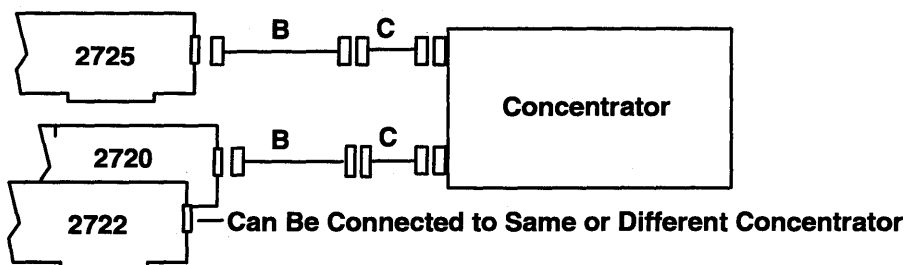 B C
2725
Concentrator
B C
2720
2722 Can Be Connected to Same or Different Concentrator